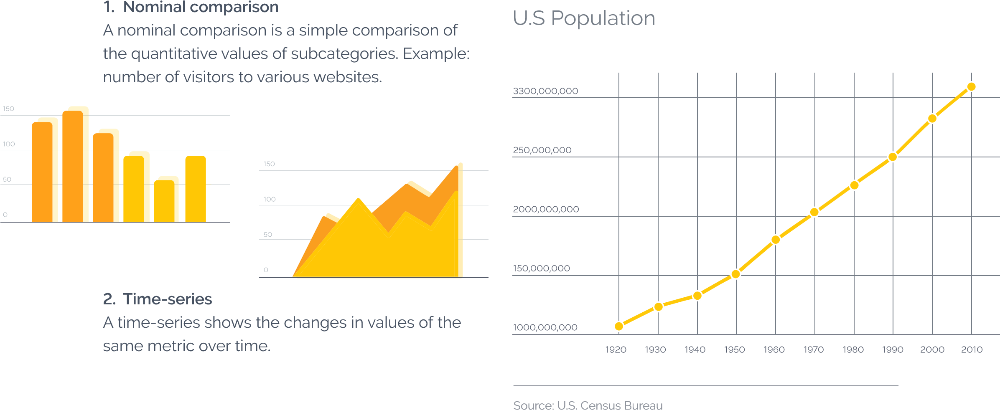 1. Nominal comparison
A nominal comparison is a simple comparison of
the quantitative values of subcategories. Example:
number of visitors to various websites.
150
100
50
0
150
100
50
0
2. Time-series
A time-series shows the changes in values of the
same metric over time.
U.S Population
3300,000,000
250,000,000
2000,000,000
150,000,000
1000,000,000
1920 1930 1940 1950 1960 1970 1980 1990 2000 2010
Source: U.S. Census Bureau